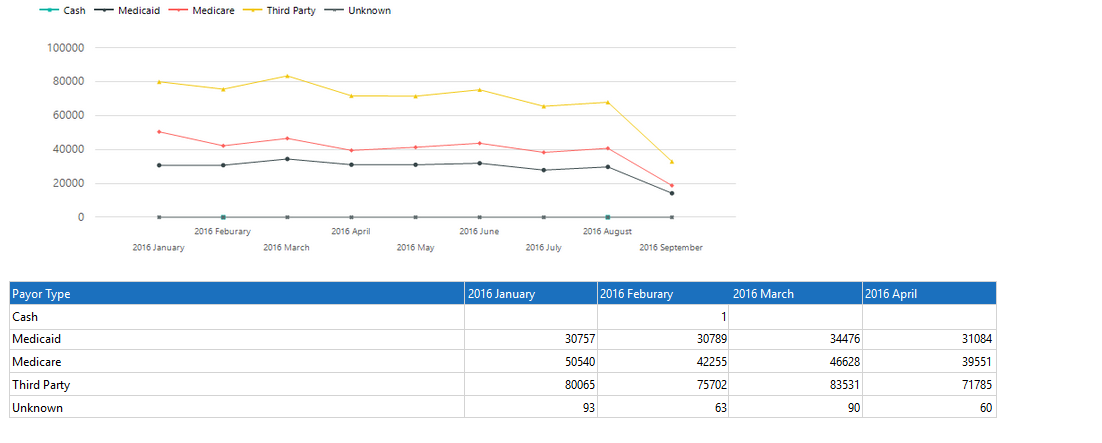 Cash Medicaid Medicare Third Party Unknown
100000
80000
60000
40000
20000
0
2016 Feburary 2016 April 2016 June 2016 August
2016 January 2016 March 2016 May 2016 July 2016 September
Payor Type 2016 January 2016 Feburary 2016 March 2016 April
Cash 1
Medicaid 30757 30789 34476 31084
Medicare 50540 42255 46628 39551
Third Party 80065 75702 83531 71785
Unknown 93 63 90 60